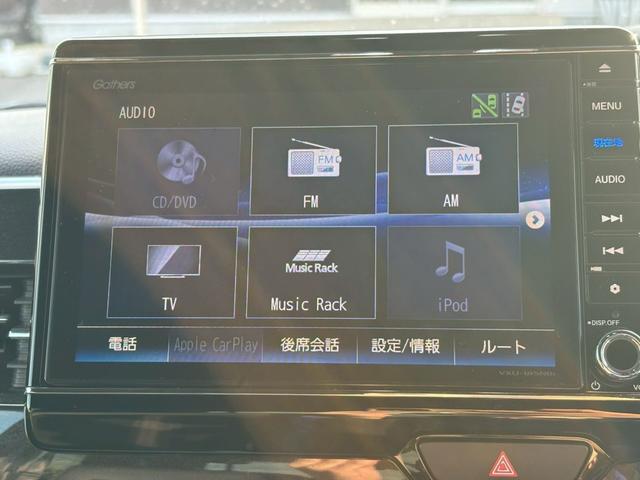 Gathers
AUDIO
MENU
現在地
CD/DVD
FM
FM
AM
AM
AUDIO
TV
Music Rack
Music Rack
iPod
電話
Apple CarPlay
後席会話
設定/情報
ルート
DISP.OFF